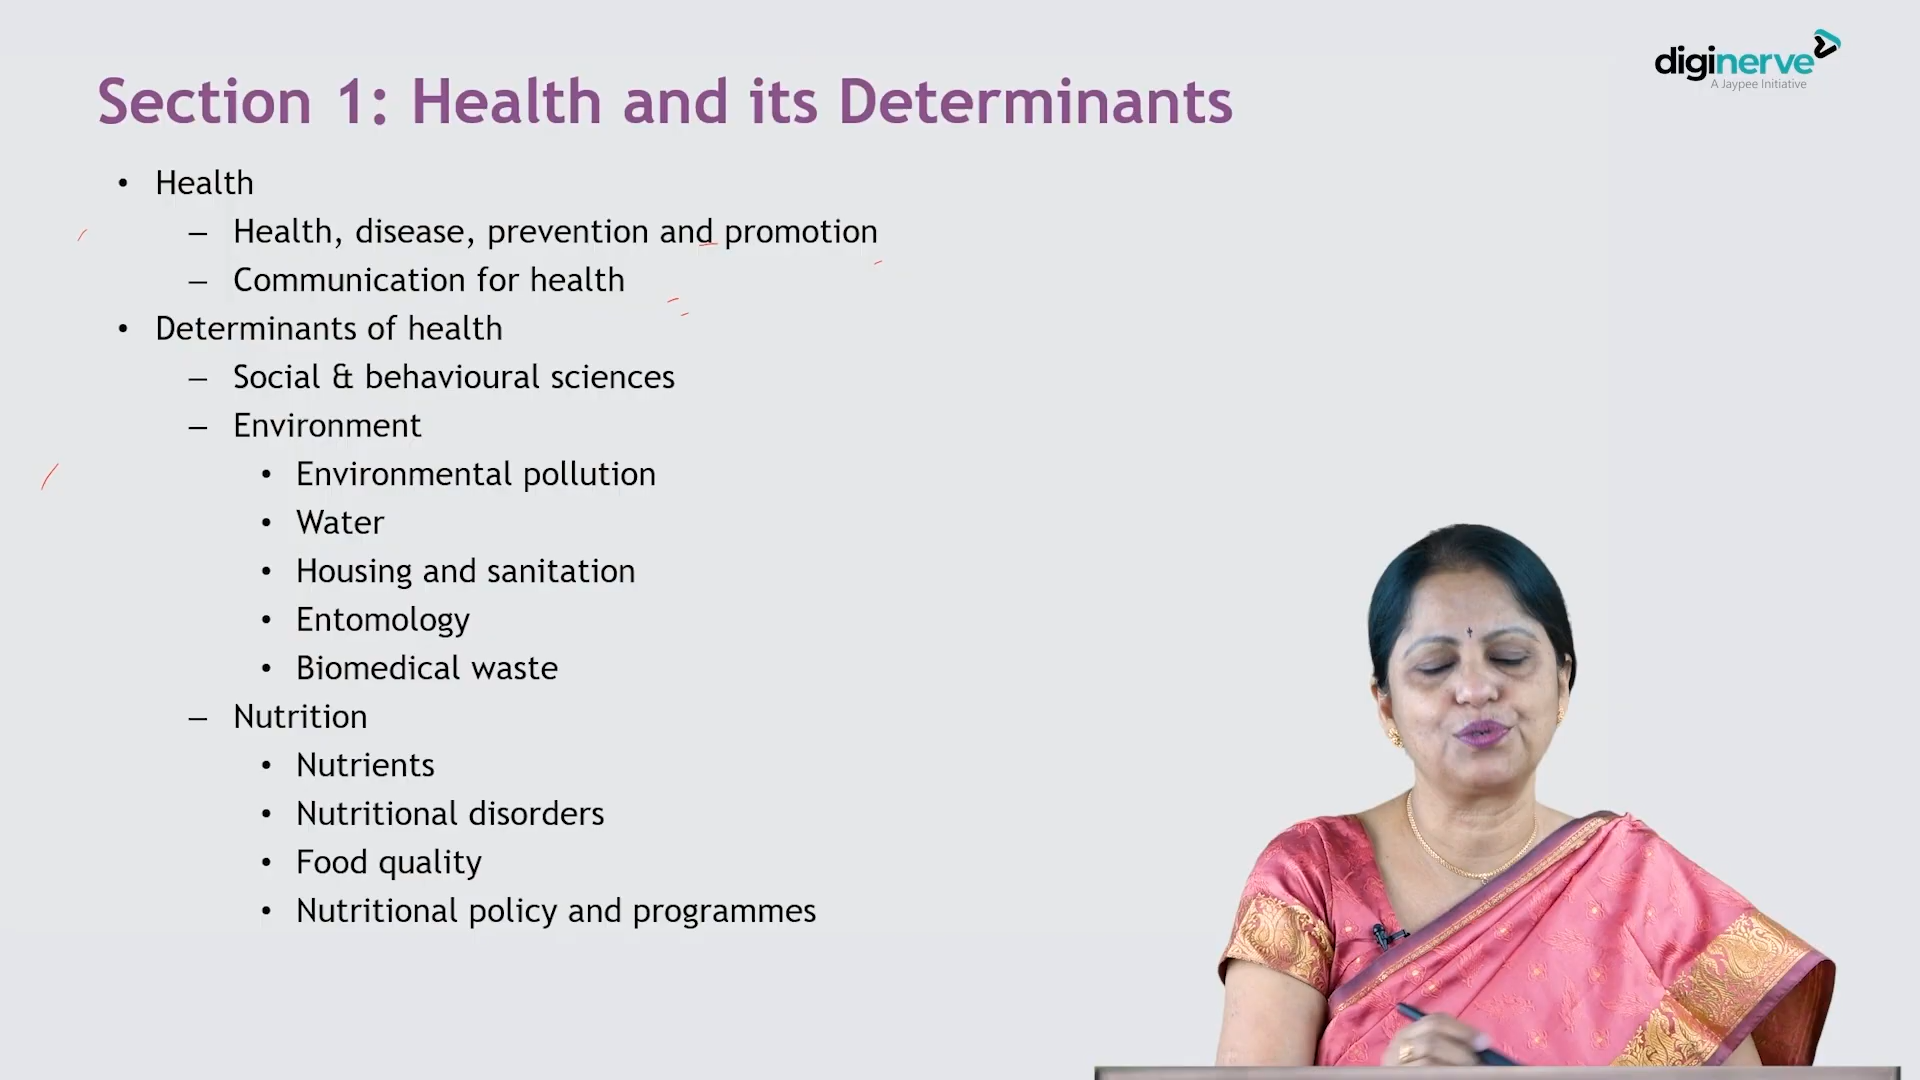 diginerve
A Jaypee Initiative
Section 1: Health and its Determinants
• Health
– Health, disease, prevention and promotion
– Communication for health
• Determinants of health
– Social & behavioural sciences
– Environment
• Environmental pollution
• Water
• Housing and sanitation
• Entomology
• Biomedical waste
– Nutrition
• Nutrients
• Nutritional disorders
• Food quality
• Nutritional policy and programmes